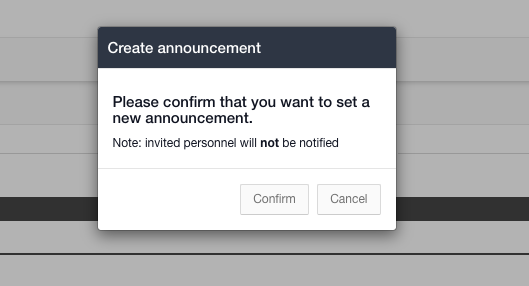 Create announcement
Please confirm that you want to set a
new announcement.
Note: invited personnel will not be notified
Confirm
Cancel